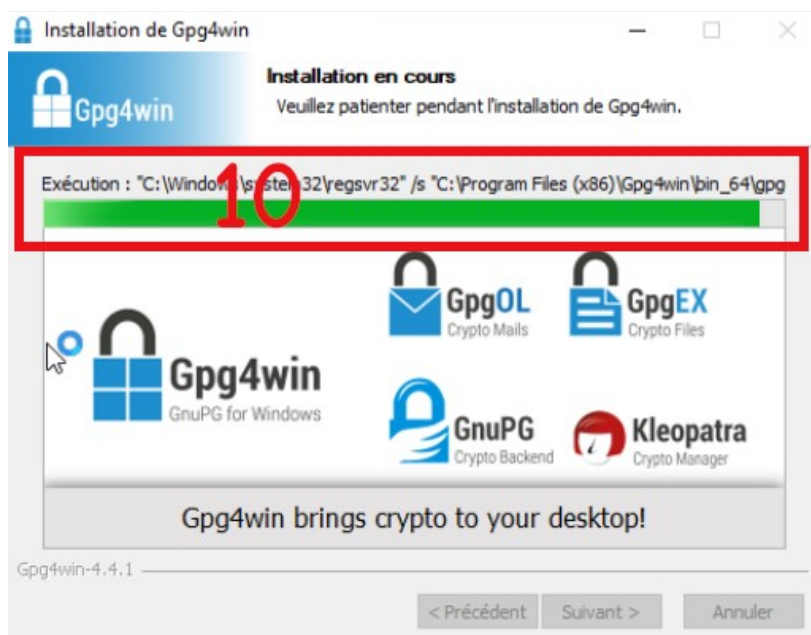 Installation de Gpg4win
Gpg4win
Installation en cours
Veuillez patienter pendant l'installation de Gpg4win.
10
Exécution : "C:\Windows\system32\regsvr32" /s "C:\Program Files (x86)\Gpg4win\bin_64\gpg
GpgOL
Crypto Mails
GpgEX
Crypto Files
Gpg4win
GnuPG for Windows
GnuPG
Crypto Backend
Kleopatra
Crypto Manager
Gpg4win brings crypto to your desktop!
Gpg4win-4.4.1
< Précédent
Suivant >
Annuler